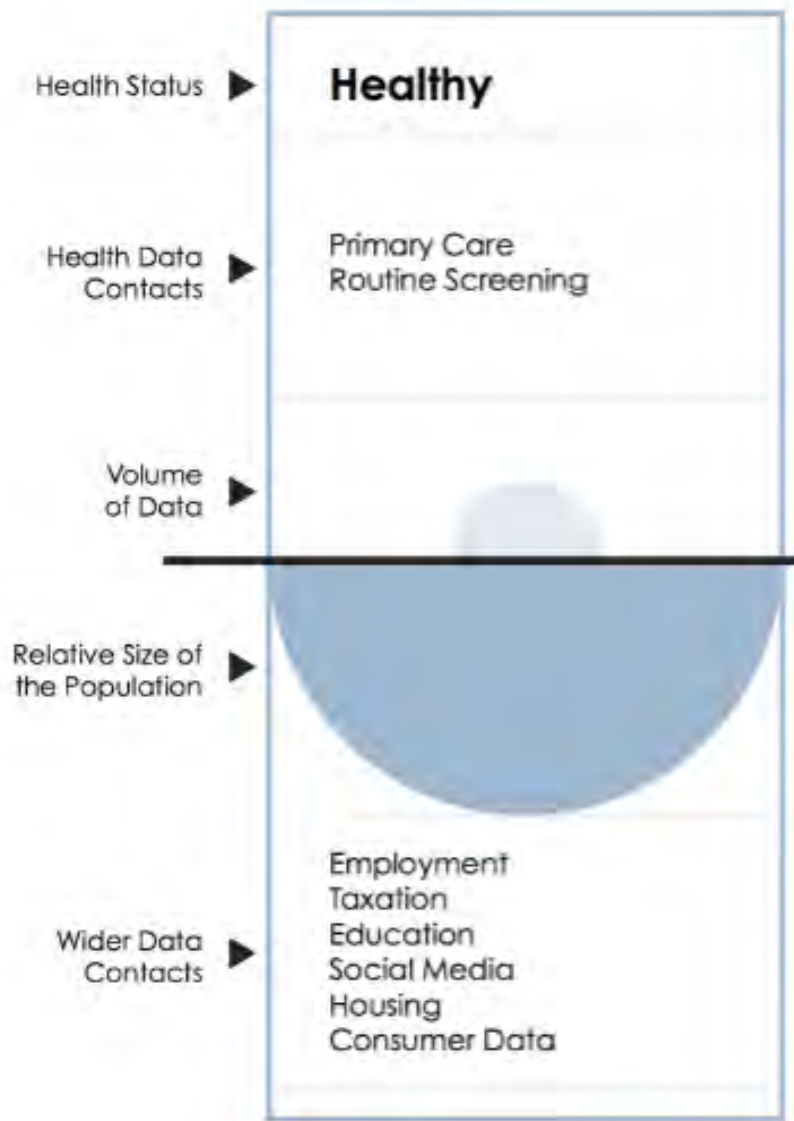 Health Status
Healthy
Health Data
Contacts
Primary Care
Routine Screening
Volume
of Data
Relative Size of
the Population
Wider Data
Contacts
Employment
Taxation
Education
Social Media
Housing
Consumer Data